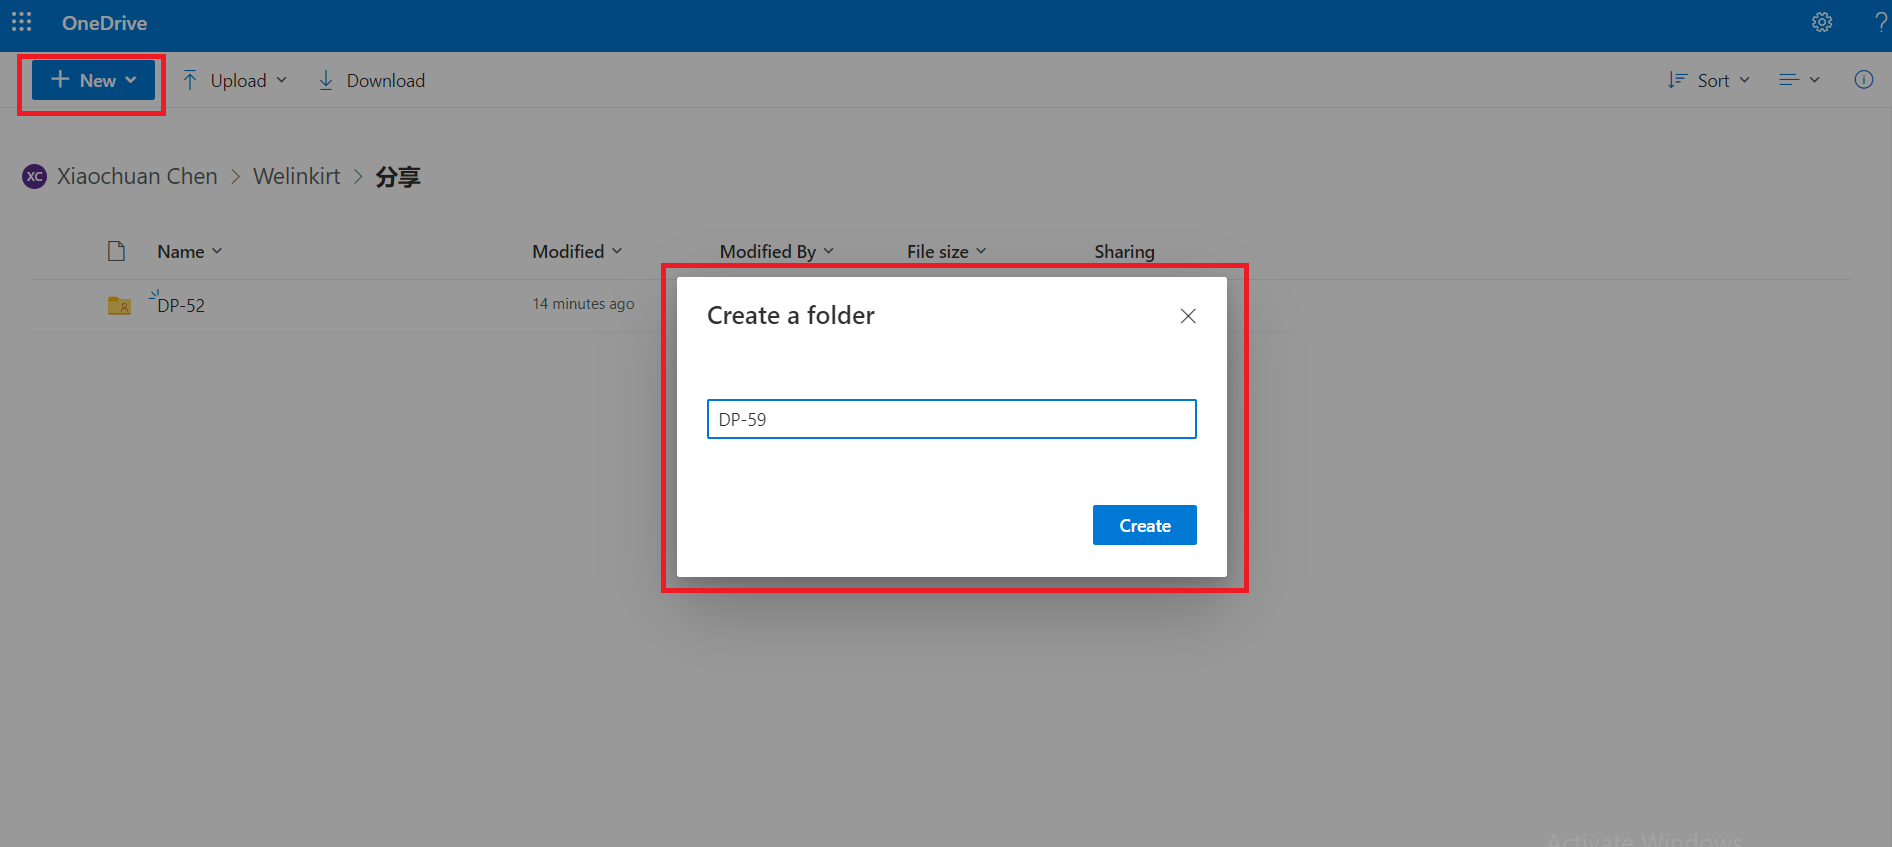 OneDrive
?
New
Upload
Download
Sort
XC Xiaochuan Chen > Welinkirt > 分享
Name Modified Modified By File size Sharing
DP-52 14 minutes ago
Create a folder
DP-59
Create
Activate Windows